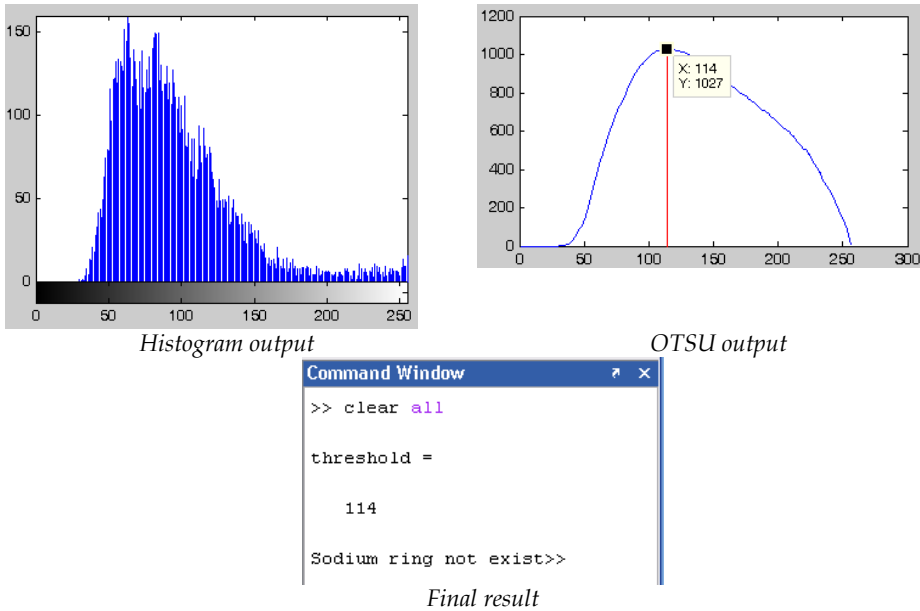 150
100
50
0
0 50 100 150 200 250
Histogram output
1200
1000
800
600
400
200
0
0 50 100 150 200 250 300
X: 114
Y: 1027
OTSU output
Command Window
>> clear all
threshold =
114
Sodium ring not exist>>
Final result